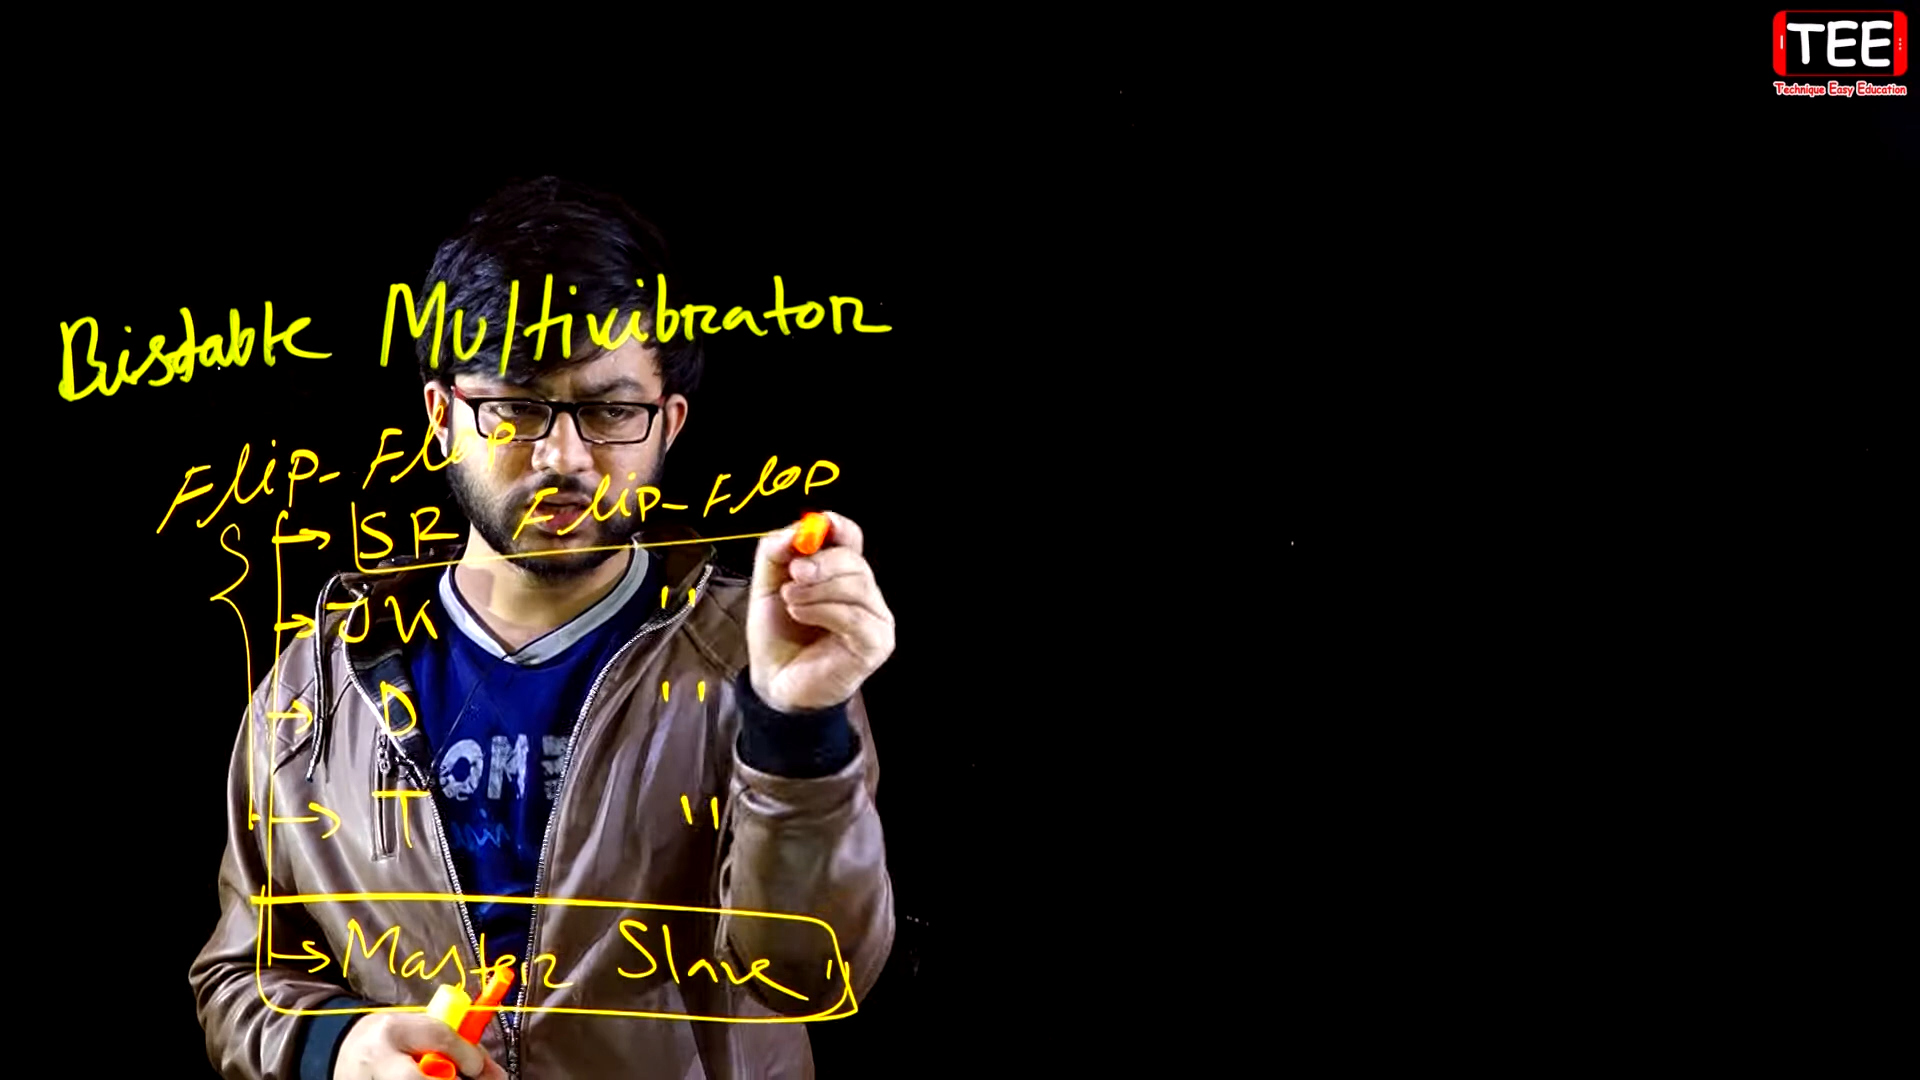 TEE
Technique Easy Education
Bistable Multivibrator
Flip-Flop
→ SR Flip-Flop
→ JK "
→ D "
→ T "
→ Master Slave "